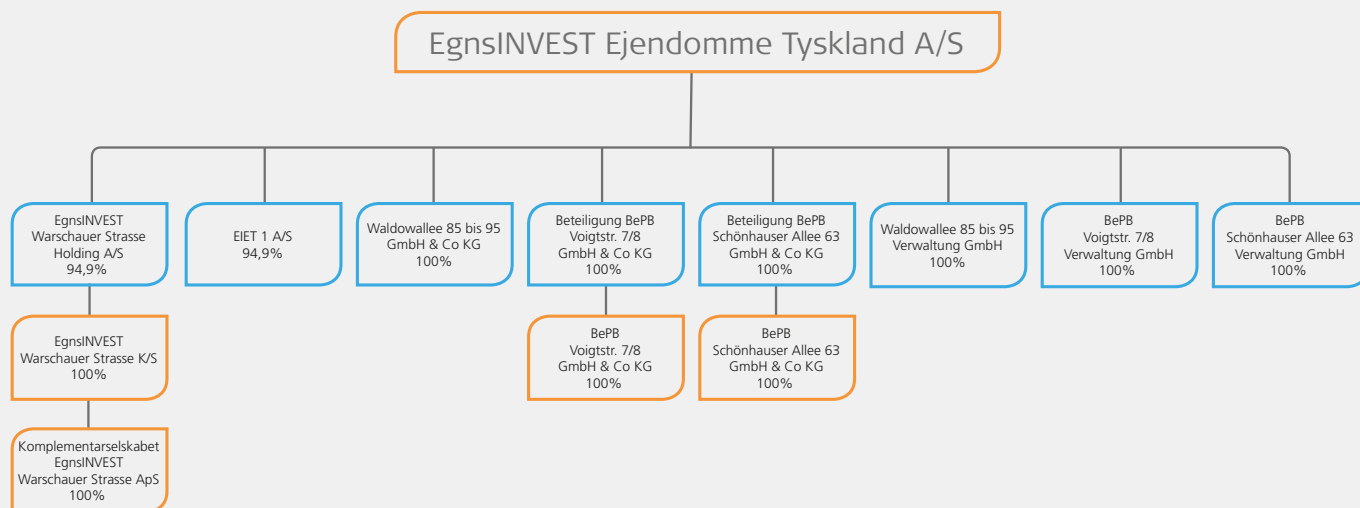 EgnsINVEST Ejendomme Tyskland A/S
EgnsINVEST
Warschauer Strasse
Holding A/S
94,9%
EIET 1 A/S
94,9%
Waldowallee 85 bis 95
GmbH & Co KG
100%
Beteiligung BePB
Voigtstr. 7/8
GmbH & Co KG
100%
Beteiligung BePB
Schönhauser Allee 63
GmbH & Co KG
100%
Waldowallee 85 bis 95
Verwaltung GmbH
100%
BePB
Voigtstr. 7/8
Verwaltung GmbH
100%
BePB
Schönhauser Allee 63
Verwaltung GmbH
100%
EgnsINVEST
Warschauer Strasse K/S
100%
BePB
Voigtstr. 7/8
GmbH & Co KG
100%
BePB
Schönhauser Allee 63
GmbH & Co KG
100%
Komplementarselskabet
EgnsINVEST
Warschauer Strasse ApS
100%